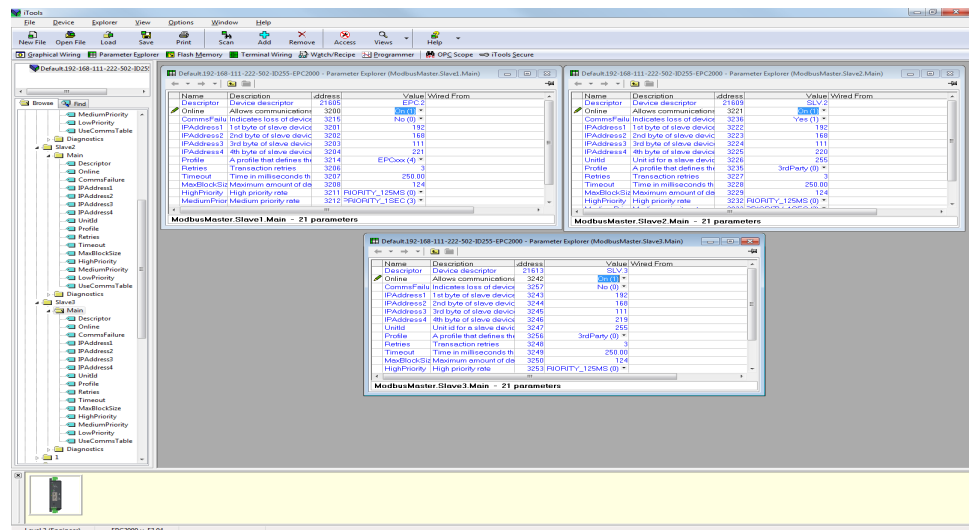 iTools
File Device Explorer View Options Window Help
New File Open File Load Save Print Scan Add Remove Access Views Help
Graphical Wiring Parameter Explorer Flash Memory Terminal Wiring Watch/Recipe Programmer OPC Scope iTools Secure
Default.192-168-111-222-502-ID255
Browse Find
MediumPriority
LowPriority
UseCommsTable
Diagnostics
Slave2
Main
Descriptor
Online
CommsFailure
IPAddress1
IPAddress2
IPAddress3
IPAddress4
UnitId
Profile
Retries
Timeout
MaxBlockSize
HighPriority
MediumPriority
LowPriority
UseCommsTable
Diagnostics
Slave3
Main
Descriptor
Online
CommsFailure
IPAddress1
IPAddress2
IPAddress3
IPAddress4
UnitId
Profile
Retries
Timeout
MaxBlockSize
HighPriority
MediumPriority
LowPriority
UseCommsTable
Diagnostics
1
Default.192-168-111-222-502-ID255-EPC2000 - Parameter Explorer (ModbusMaster.Slave1.Main)
Name Description ddress Value Wired From
Descriptor Device descriptor 21605 EPC.2
Online Allows communications 3200 On (1)
CommsFailu Indicates loss of device 3215 No (0)
IPAddress1 1st byte of slave device 3201 192
IPAddress2 2nd byte of slave devic 3202 168
IPAddress3 3rd byte of slave device 3203 111
IPAddress4 4th byte of slave device 3204 221
Profile A profile that defines the 3214 EPCxxx (4)
Retries Transaction retries 3206 3
Timeout Time in milliseconds th 3207 250.00
MaxBlockSiz Maximum amount of da 3208 124
HighPriority High priority rate 3211 RIORITY_125MS (0)
MediumPrior Medium priority rate 3212 PRIORITY_1SEC (3)
ModbusMaster.Slave1.Main - 21 parameters
Default.192-168-111-222-502-ID255-EPC2000 - Parameter Explorer (ModbusMaster.Slave2.Main)
Name Description ddress Value Wired From
Descriptor Device descriptor 21609 SLV.2
Online Allows communications 3221 On (1)
CommsFailu Indicates loss of device 3236 Yes (1)
IPAddress1 1st byte of slave device 3222 192
IPAddress2 2nd byte of slave devic 3223 168
IPAddress3 3rd byte of slave device 3224 111
IPAddress4 4th byte of slave device 3225 220
UnitId Unit id for a slave devic 3226 255
Profile A profile that defines the 3235 3rdParty (0)
Retries Transaction retries 3227 3
Timeout Time in milliseconds th 3228 250.00
MaxBlockSiz Maximum amount of da 3229 124
HighPriority High priority rate 3232 RIORITY_125MS (0)
ModbusMaster.Slave2.Main - 21 parameters
Default.192-168-111-222-502-ID255-EPC2000 - Parameter Explorer (ModbusMaster.Slave3.Main)
Name Description ddress Value Wired From
Descriptor Device descriptor 21613 SLV.3
Online Allows communications 3242 On (1)
CommsFailu Indicates loss of device 3257 No (0)
IPAddress1 1st byte of slave device 3243 192
IPAddress2 2nd byte of slave devic 3244 168
IPAddress3 3rd byte of slave device 3245 111
IPAddress4 4th byte of slave device 3246 219
UnitId Unit id for a slave devic 3247 255
Profile A profile that defines the 3256 3rdParty (0)
Retries Transaction retries 3248 3
Timeout Time in milliseconds th 3249 250.00
MaxBlockSiz Maximum amount of da 3250 124
HighPriority High priority rate 3253 RIORITY_125MS (0)
ModbusMaster.Slave3.Main - 21 parameters